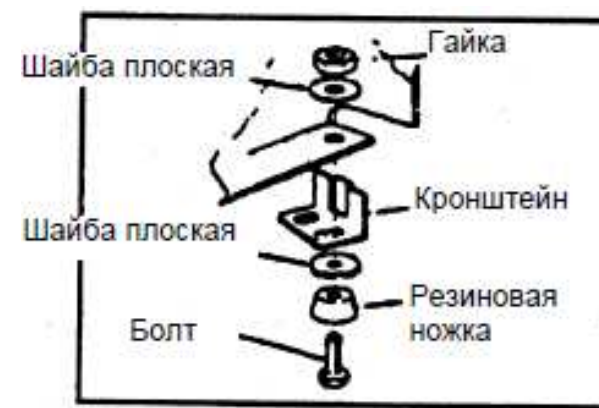 Гайка
Шайба плоская
Кронштейн
Шайба плоская
Резиновая
ножка
Болт